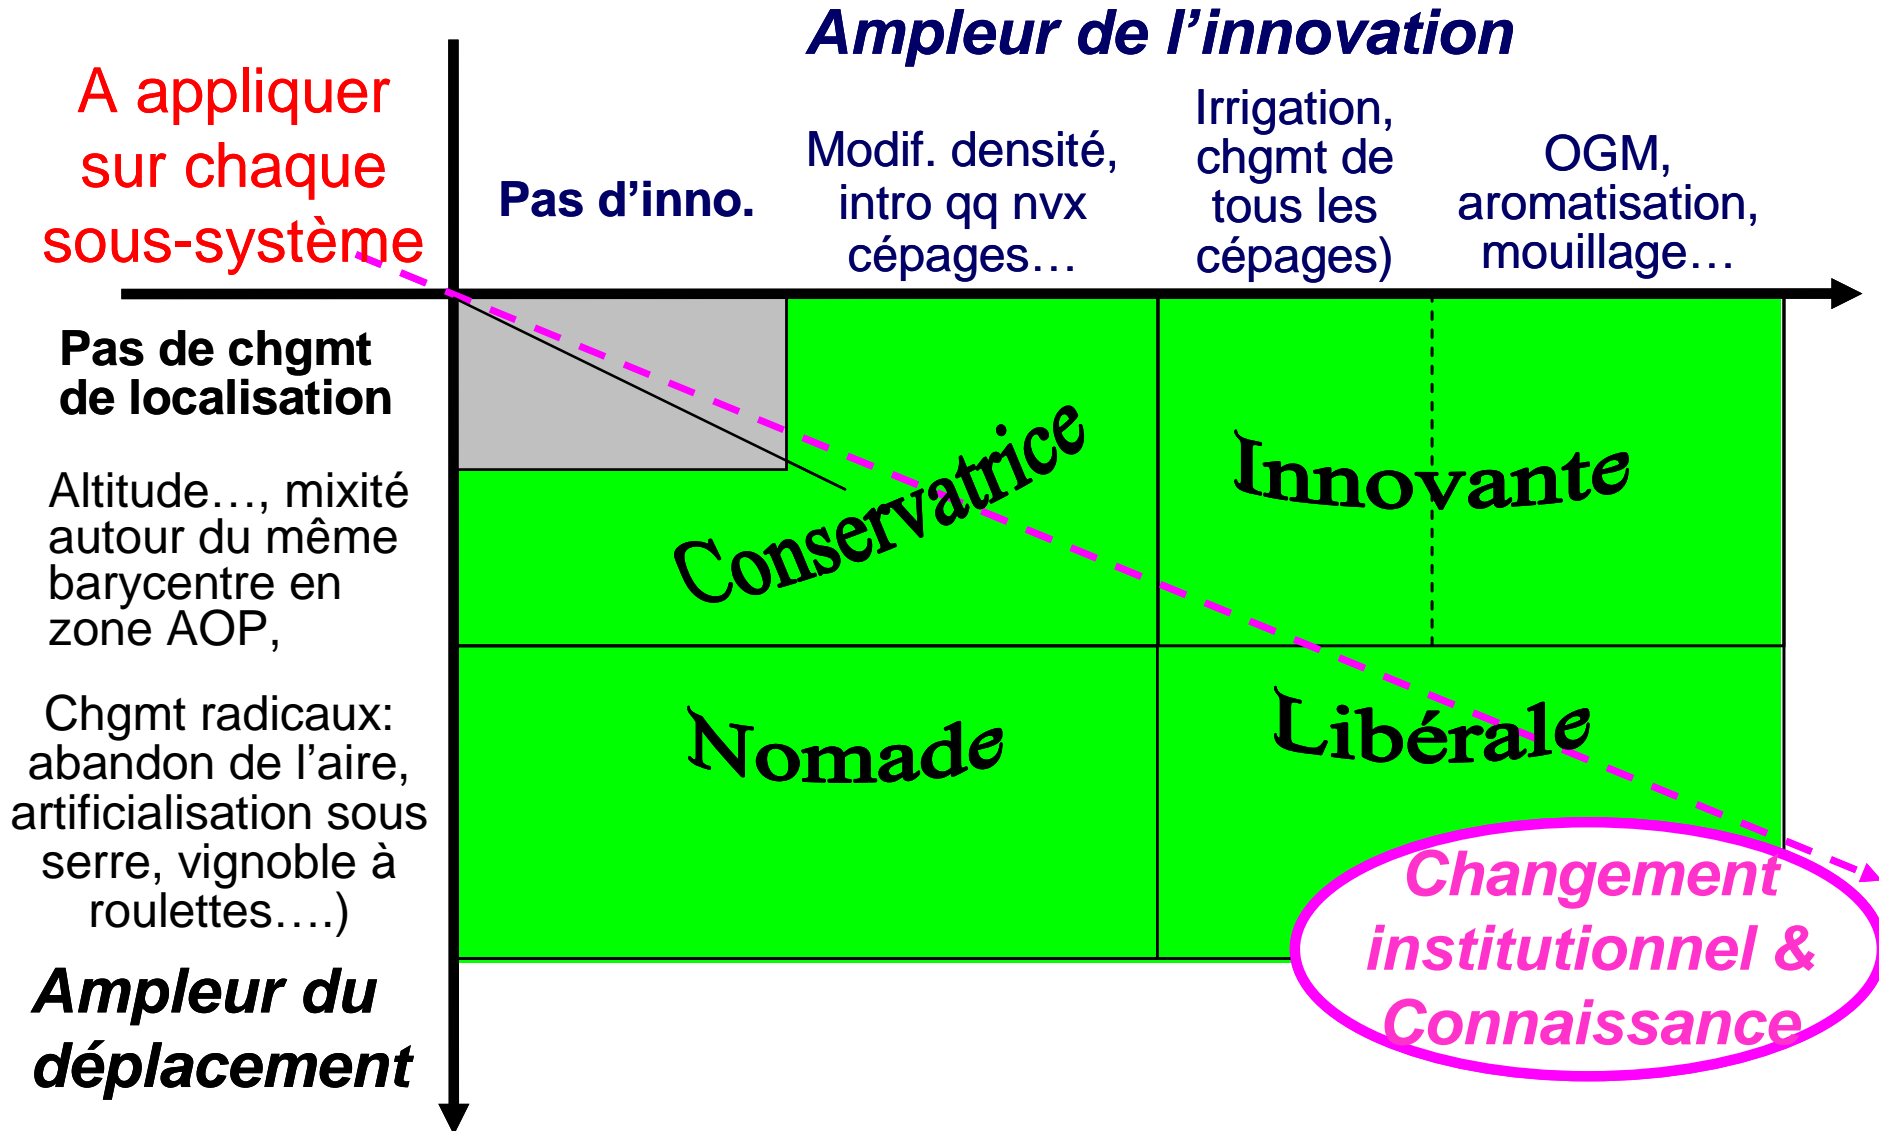 Ampleur de l’innovation
A appliquer
sur chaque
sous-système
Pas d’inno.
Modif. densité,
intro qq nvx
cépages…
Irrigation,
chgmt de
tous les
cépages)
OGM,
aromatisation,
mouillage…
Pas de chgmt
de localisation
Altitude…, mixité
autour du même
barycentre en
zone AOP,
Chgmt radicaux:
abandon de l’aire,
artificialisation sous
serre, vignoble à
roulettes….)
Ampleur du
déplacement
Conservatrice
Innovante
Nomade
Libérale
Changement
institutionnel &
Connaissance